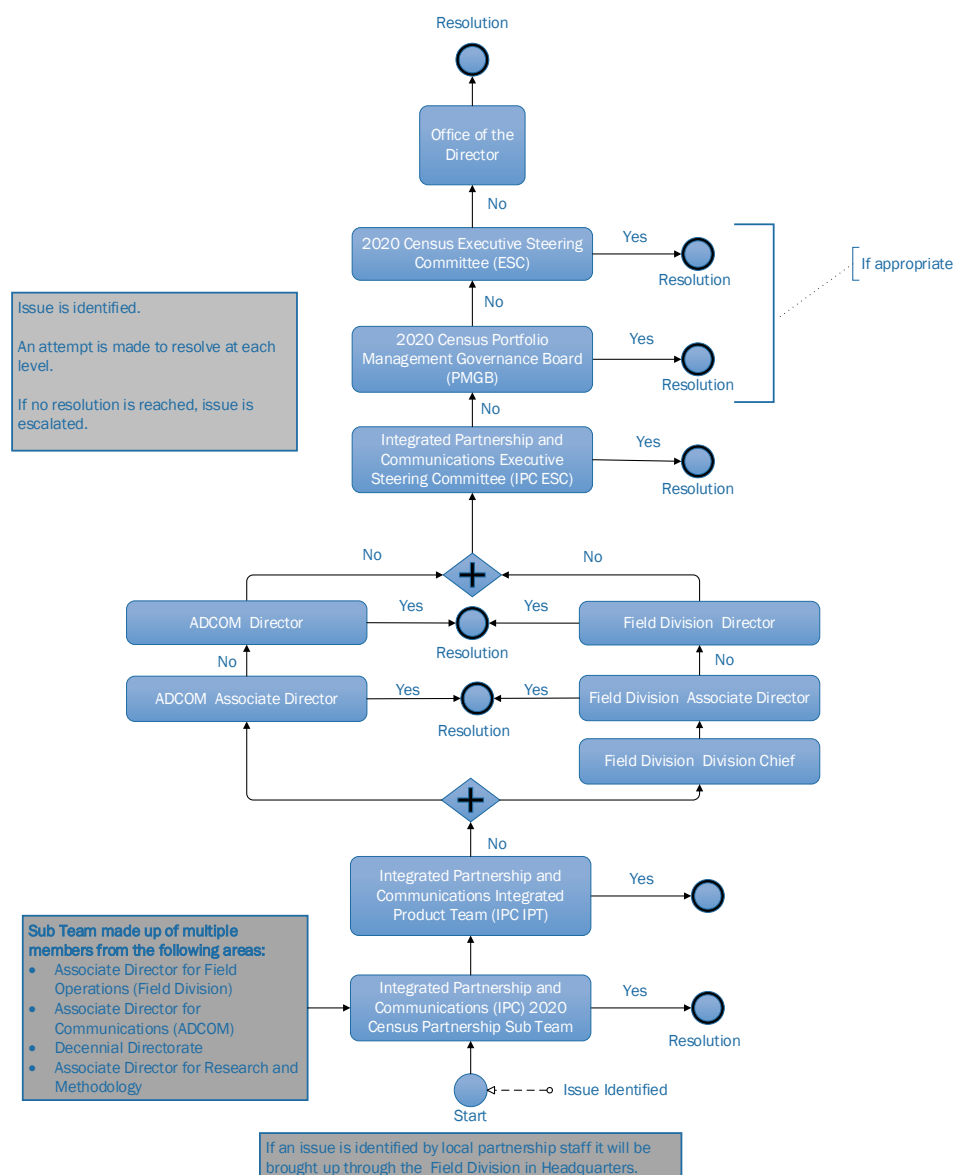 Resolution
Office of the
Director
No
2020 Census Executive Steering
Committee (ESC)
Yes
Resolution
If appropriate
No
Issue is identified.
An attempt is made to resolve at each
level.
If no resolution is reached, issue is
escalated.
2020 Census Portfolio
Management Governance Board
(PMGB)
Yes
Resolution
No
Integrated Partnership and
Communications Executive
Steering Committee (IPC ESC)
Yes
Resolution
No
No
ADCOM Director
Yes
Resolution
Yes
Field Division Director
No
No
ADCOM Associate Director
Yes
Resolution
Yes
Field Division Associate Director
Field Division Division Chief
No
Integrated Partnership and
Communications Integrated
Product Team (IPC IPT)
Yes
Sub Team made up of multiple
members from the following areas:
• Associate Director for Field
Operations (Field Division)
• Associate Director for
Communications (ADCOM)
• Decennial Directorate
• Associate Director for Research and
Methodology
Integrated Partnership and
Communications (IPC) 2020
Census Partnership Sub Team
Yes
Resolution
Issue Identified
Start
If an issue is identified by local partnership staff it will be
brought up through the Field Division in Headquarters.